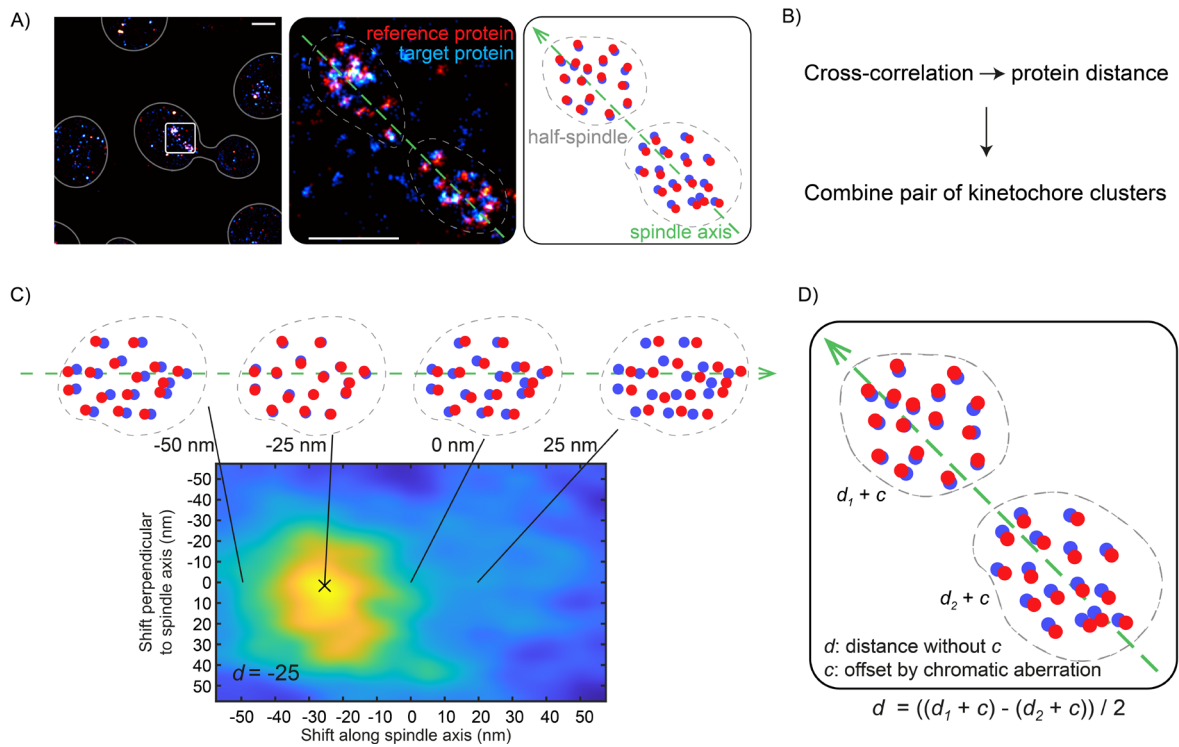 A)
reference protein
target protein
half-spindle
spindle axis
B)
Cross-correlation → protein distance
Combine pair of kinetochore clusters
C)
-50 nm
-25 nm
0 nm
25 nm
Shift perpendicular
to spindle axis (nm)
-50
-40
-30
-20
-10
0
10
20
30
40
50
d = -25
-50 -40 -30 -20 -10 0 10 20 30 40 50
Shift along spindle axis (nm)
D)
d1 + c
d2 + c
d: distance without c
c: offset by chromatic aberration
d = ((d1 + c) - (d2 + c)) / 2